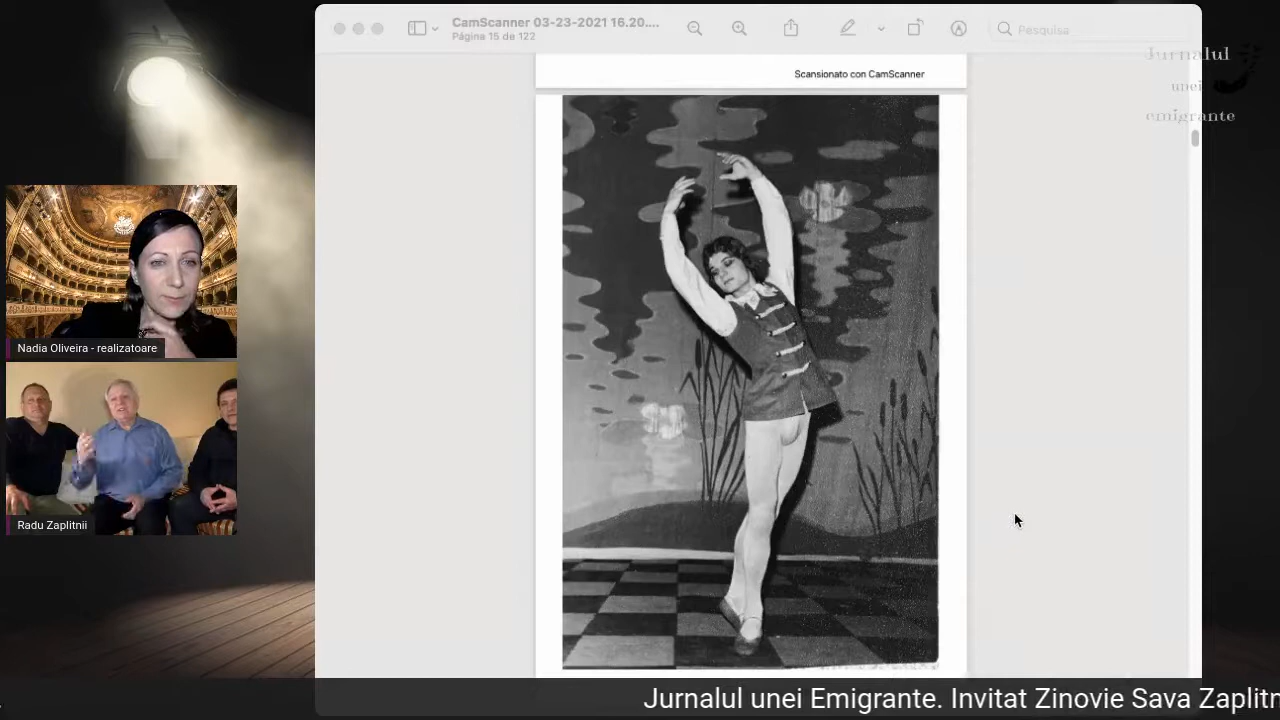 CamScanner 03-23-2021 16.20....
Página 15 de 122
Pesquisa
Jurnalul
unei
emigrante
Scansionato con CamScanner
Nadia Oliveira - realizatoare
Radu Zaplitnii
Jurnalul unei Emigrante. Invitat Zinovie Sava Zaplitn